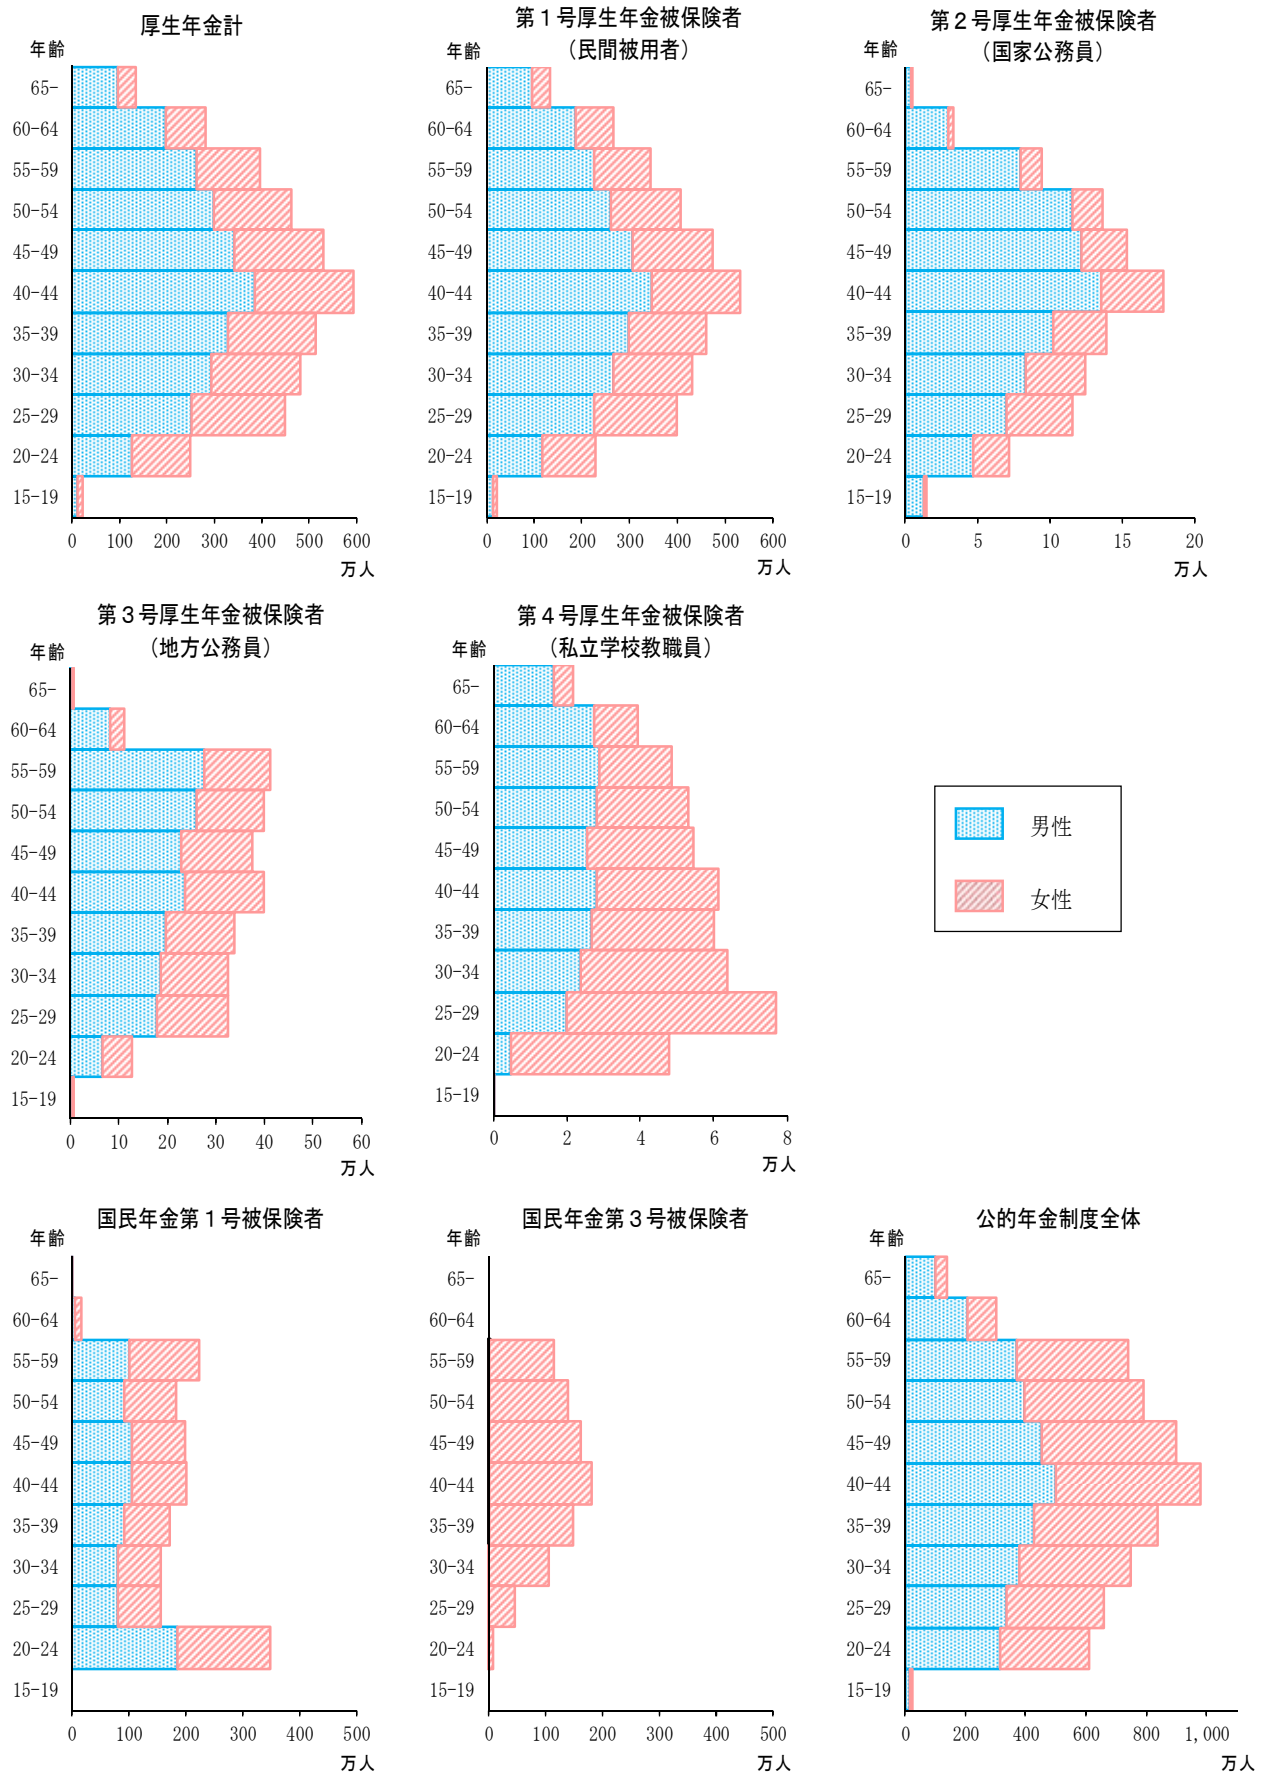 厚生年金計
年齢
65-
60-64
55-59
50-54
45-49
40-44
35-39
30-34
25-29
20-24
15-19
0 100 200 300 400 500 600
万人
第１号厚生年金被保険者
（民間被用者）
年齢
65-
60-64
55-59
50-54
45-49
40-44
35-39
30-34
25-29
20-24
15-19
0 100 200 300 400 500 600
万人
第２号厚生年金被保険者
（国家公務員）
年齢
65-
60-64
55-59
50-54
45-49
40-44
35-39
30-34
25-29
20-24
15-19
0 5 10 15 20
万人
第３号厚生年金被保険者
（地方公務員）
年齢
65-
60-64
55-59
50-54
45-49
40-44
35-39
30-34
25-29
20-24
15-19
0 10 20 30 40 50 60
万人
第４号厚生年金被保険者
（私立学校教職員）
年齢
65-
60-64
55-59
50-54
45-49
40-44
35-39
30-34
25-29
20-24
15-19
0 2 4 6 8
万人
男性
女性
国民年金第１号被保険者
年齢
65-
60-64
55-59
50-54
45-49
40-44
35-39
30-34
25-29
20-24
15-19
0 100 200 300 400 500
万人
国民年金第３号被保険者
年齢
65-
60-64
55-59
50-54
45-49
40-44
35-39
30-34
25-29
20-24
15-19
0 100 200 300 400 500
万人
公的年金制度全体
年齢
65-
60-64
55-59
50-54
45-49
40-44
35-39
30-34
25-29
20-24
15-19
0 200 400 600 800 1,000
万人